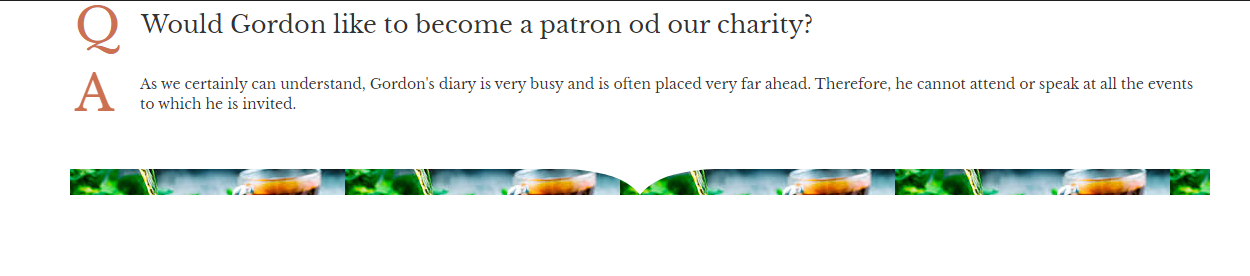 Q Would Gordon like to become a patron od our charity?
A As we certainly can understand, Gordon's diary is very busy and is often placed very far ahead. Therefore, he cannot attend or speak at all the events
to which he is invited.